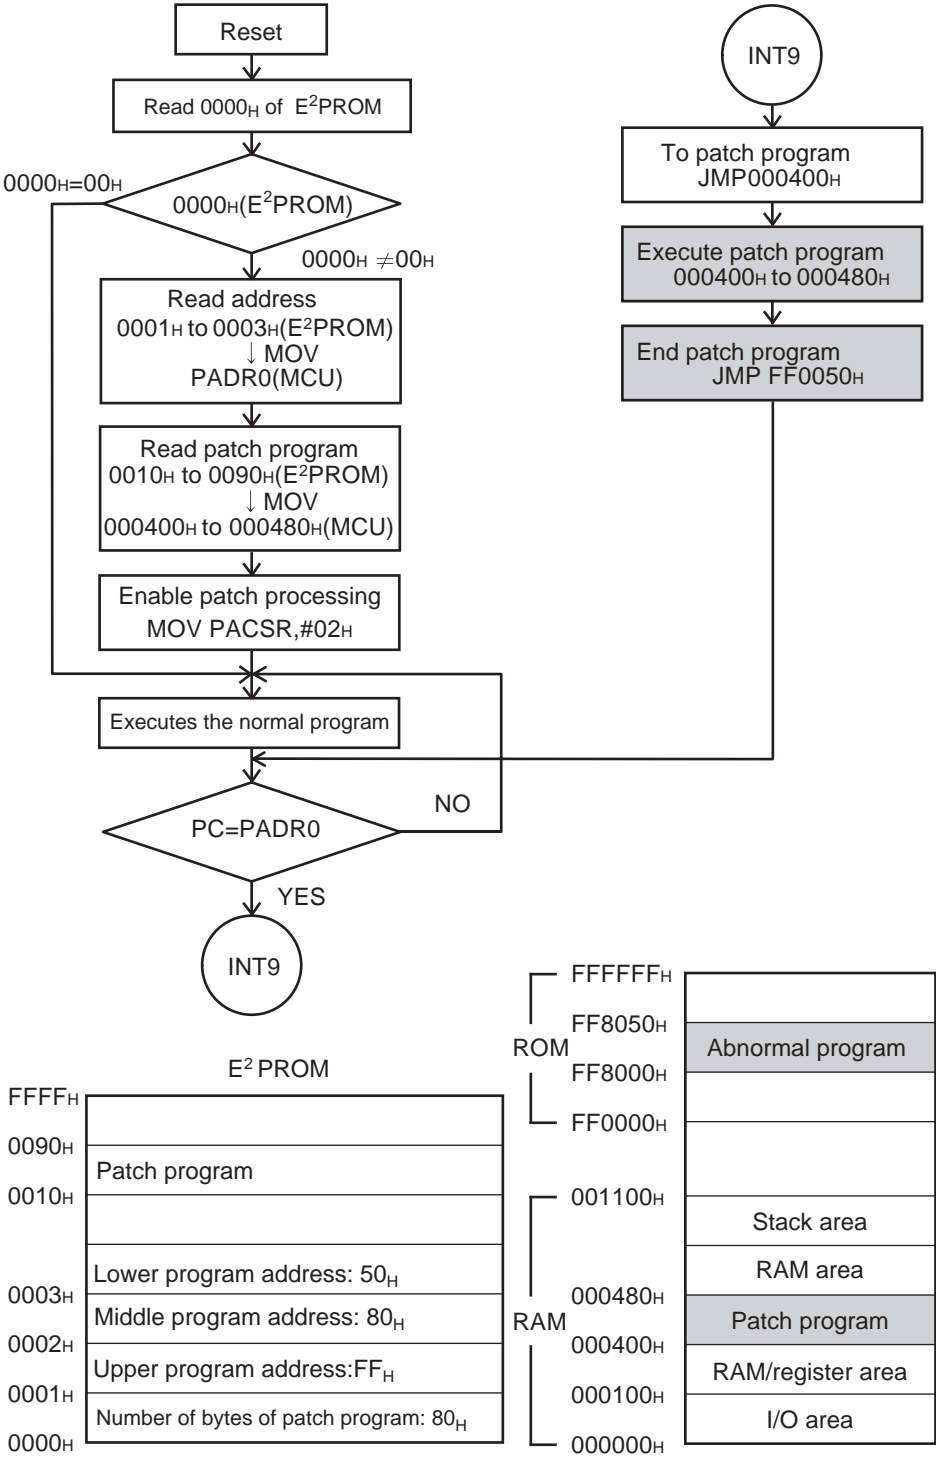 Reset
Read 0000H of E²PROM
0000H=00H
0000H(E²PROM)
0000H ≠00H
Read address
0001H to 0003H(E²PROM)
↓ MOV
PADR0(MCU)
Read patch program
0010H to 0090H(E²PROM)
↓ MOV
000400H to 000480H(MCU)
Enable patch processing
MOV PACSR,#02H
Executes the normal program
PC=PADR0
NO
YES
INT9
INT9
To patch program
JMP000400H
Execute patch program
000400H to 000480H
End patch program
JMP FF0050H
E² PROM
FFFFH
0090H
Patch program
0010H
Lower program address: 50H
0003H
Middle program address: 80H
0002H
Upper program address:FFH
0001H
Number of bytes of patch program: 80H
0000H
FFFFFFH
FF8050H
ROM
Abnormal program
FF8000H
FF0000H
001100H
Stack area
RAM area
000480H
RAM
Patch program
000400H
RAM/register area
000100H
I/O area
000000H